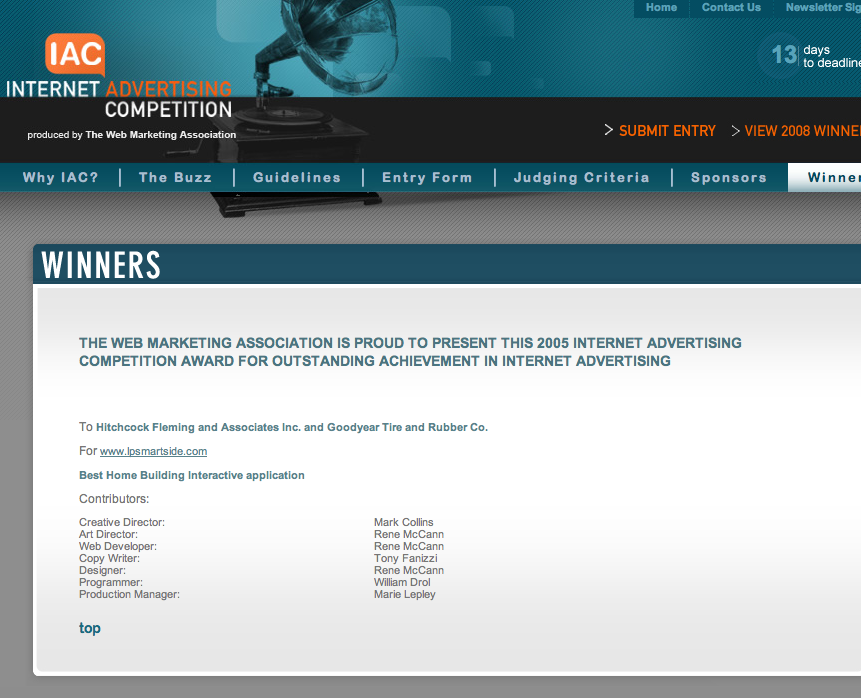 Home
Contact Us
Newsletter
IAC
13 days
to deadline
INTERNET ADVERTISING
COMPETITION
produced by The Web Marketing Association
> SUBMIT ENTRY > VIEW 2008
Why IAC? | The Buzz | Guidelines | Entry Form | Judging Criteria | Sponsors
WINNERS
THE WEB MARKETING ASSOCIATION IS PROUD TO PRESENT THIS 2005 INTERNET ADVERTISING
COMPETITION AWARD FOR OUTSTANDING ACHIEVEMENT IN INTERNET ADVERTISING
To Hitchcock Fleming and Associates Inc. and Goodyear Tire and Rubber Co.
For www.lpsmartside.com
Best Home Building Interactive application
Contributors:
Creative Director: Mark Collins
Art Director: Rene McCann
Web Developer: Rene McCann
Copy Writer: Tony Fanizzi
Designer: Rene McCann
Programmer: William Drol
Production Manager: Marie Lepley
top